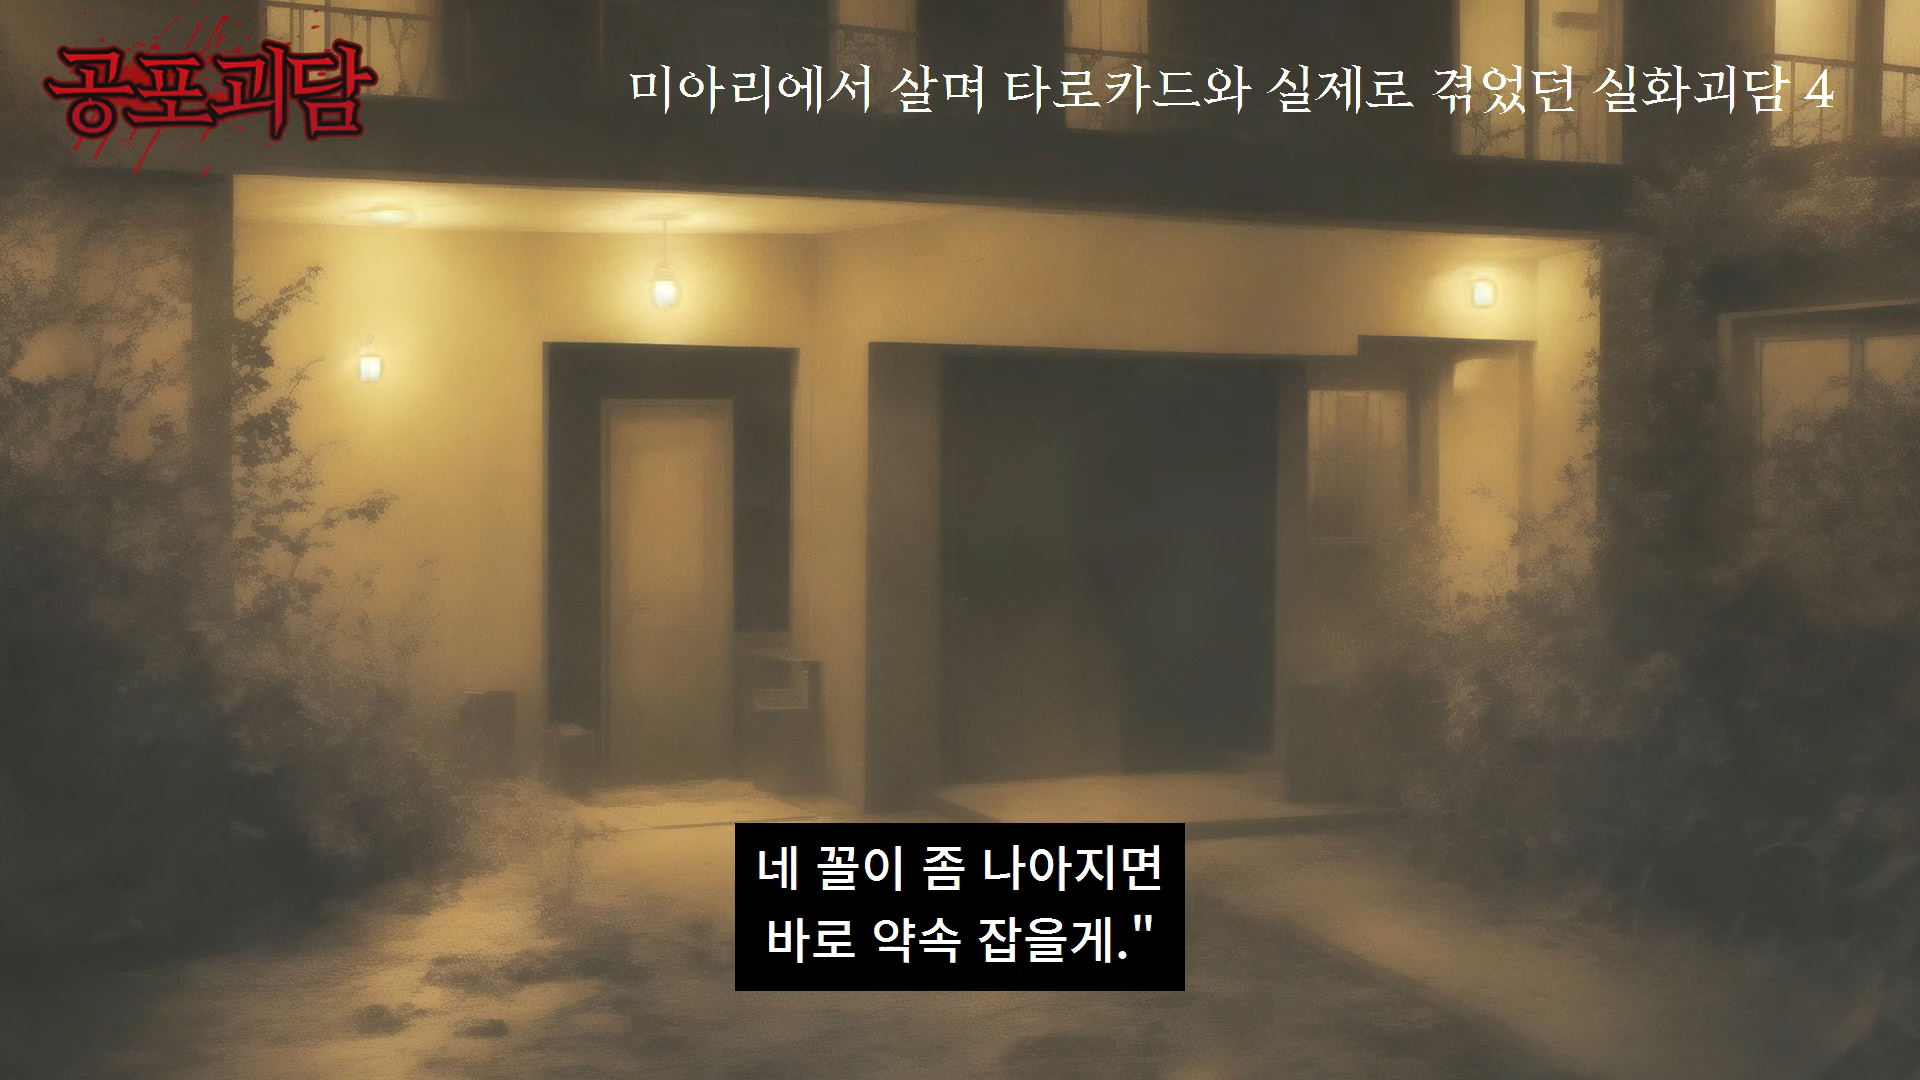 공포괴담
미아리에서 살며 타로카드와 실제로 겪었던 실화괴담 4
네 꼴이 좀 나아지면
바로 약속 잡을게."